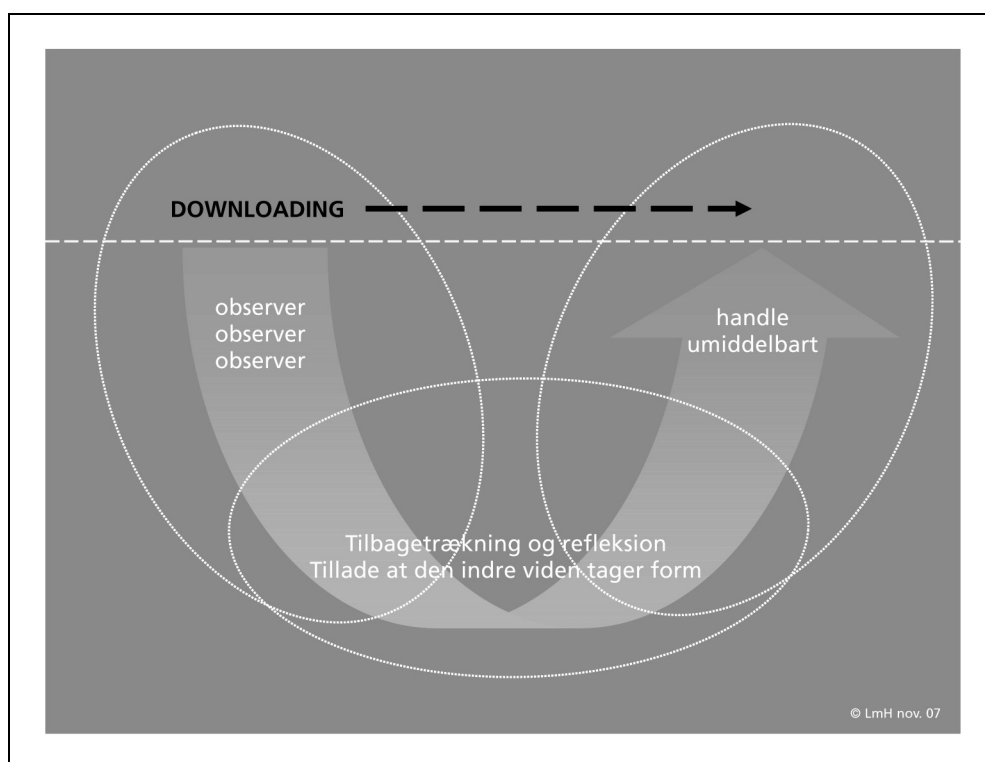 DOWNLOADING
observer
observer
observer
handle
umiddelbart
Tilbagetrækning og refleksion
Tillade at den indre viden tager form
© LmH nov. 07